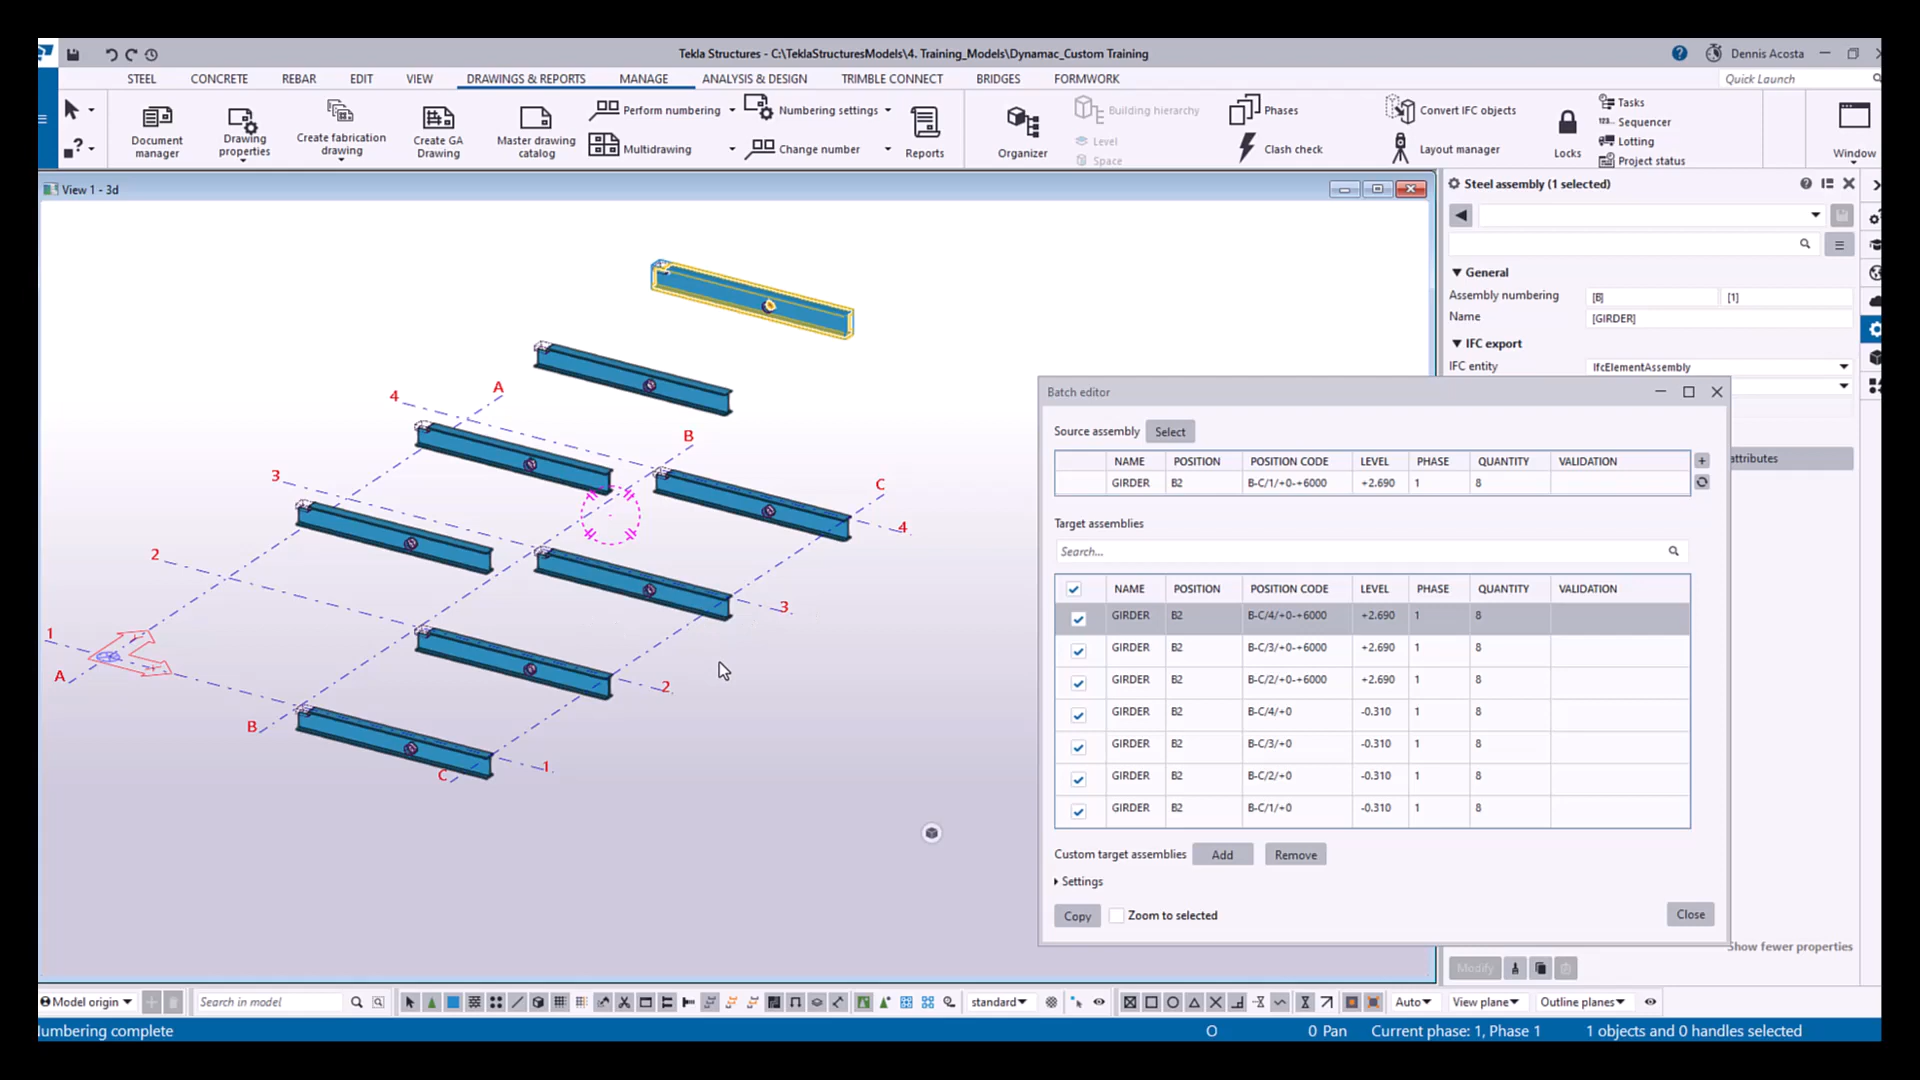 Tekla Structures - C:\TeklaStructuresModels\4. Training_Models\Dynamac_Custom Training
Dennis Acosta
STEEL CONCRETE REBAR EDIT VIEW DRAWINGS & REPORTS MANAGE ANALYSIS & DESIGN TRIMBLE CONNECT BRIDGES FORMWORK
Quick Launch
Document manager
Drawing properties
Create fabrication drawing
Create GA Drawing
Master drawing catalog
Perform numbering
Multidrawing
Numbering settings
Change number
Reports
Organizer
Building hierarchy
Level
Space
Phases
Clash check
Convert IFC objects
Layout manager
Locks
Tasks
Sequencer
Lotting
Project status
Window
View 1 - 3d
Steel assembly (1 selected)
General
Assembly numbering [B] [1]
Name [GIRDER]
IFC export
IFC entity IfcElementAssembly
4 A
B
3 C
4
2
3
1
A 2
B
C 1
Batch editor
Source assembly Select
NAME POSITION POSITION CODE LEVEL PHASE QUANTITY VALIDATION
GIRDER B2 B-C/1/+0-+6000 +2.690 1 8
attributes
Target assemblies
Search...
NAME POSITION POSITION CODE LEVEL PHASE QUANTITY VALIDATION
GIRDER B2 B-C/4/+0-+6000 +2.690 1 8
GIRDER B2 B-C/3/+0-+6000 +2.690 1 8
GIRDER B2 B-C/2/+0-+6000 +2.690 1 8
GIRDER B2 B-C/4/+0 -0.310 1 8
GIRDER B2 B-C/3/+0 -0.310 1 8
GIRDER B2 B-C/2/+0 -0.310 1 8
GIRDER B2 B-C/1/+0 -0.310 1 8
Custom target assemblies Add Remove
Settings
Copy Zoom to selected Close
Show fewer properties
Modify
Model origin Search in model standard Auto View plane Outline planes
Numbering complete O 0 Pan Current phase: 1, Phase 1 1 objects and 0 handles selected